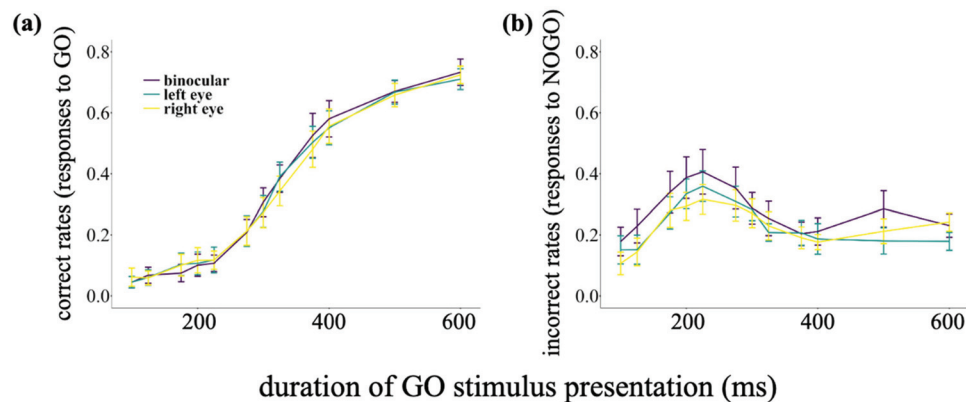 (a)
correct rates (responses to GO)
0.8
0.6
0.4
0.2
0.0
binocular
left eye
right eye
200
400
600
(b)
incorrect rates (responses to NOGO)
0.8
0.6
0.4
0.2
0.0
200
400
600
duration of GO stimulus presentation (ms)